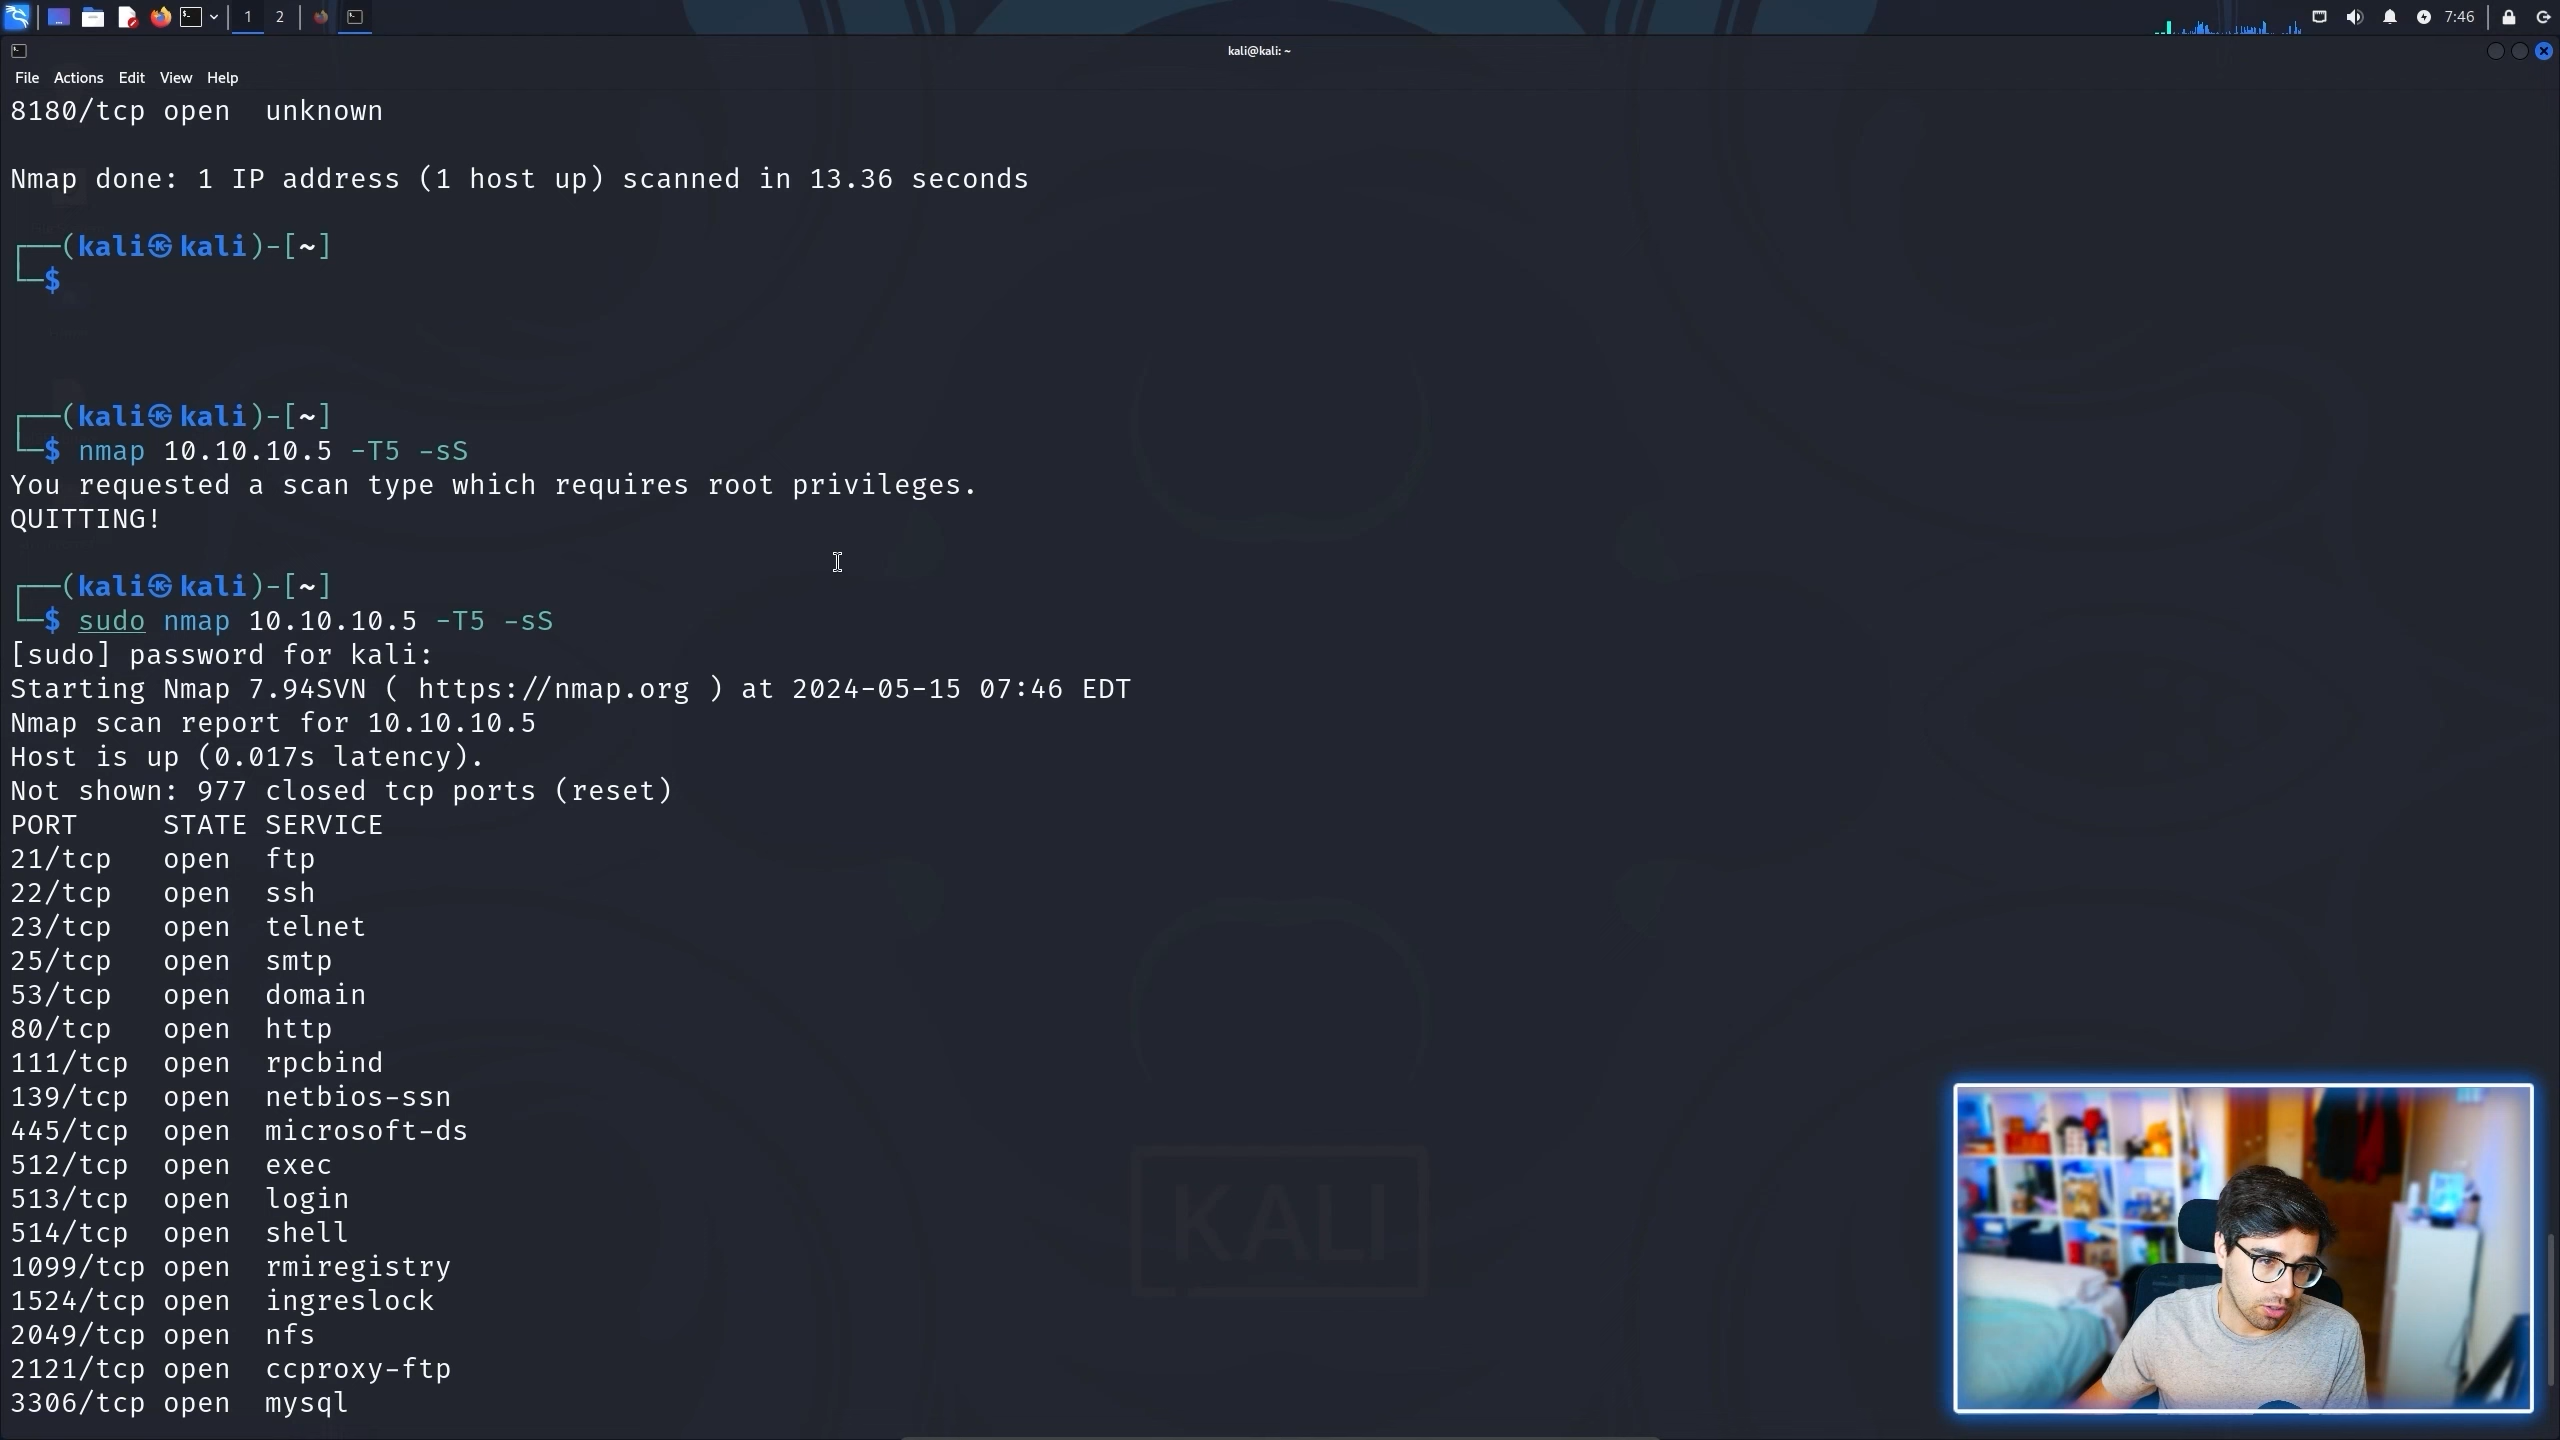 1 2 7:46
kali@kali: ~
File Actions Edit View Help
8180/tcp open  unknown
Nmap done: 1 IP address (1 host up) scanned in 13.36 seconds
┌──(kali㉿kali)-[~]
└─$
┌──(kali㉿kali)-[~]
└─$ nmap 10.10.10.5 -T5 -sS
You requested a scan type which requires root privileges.
QUITTING!
┌──(kali㉿kali)-[~]
└─$ sudo nmap 10.10.10.5 -T5 -sS
[sudo] password for kali:
Starting Nmap 7.94SVN ( https://nmap.org ) at 2024-05-15 07:46 EDT
Nmap scan report for 10.10.10.5
Host is up (0.017s latency).
Not shown: 977 closed tcp ports (reset)
PORT     STATE SERVICE
21/tcp   open  ftp
22/tcp   open  ssh
23/tcp   open  telnet
25/tcp   open  smtp
53/tcp   open  domain
80/tcp   open  http
111/tcp  open  rpcbind
139/tcp  open  netbios-ssn
445/tcp  open  microsoft-ds
512/tcp  open  exec
513/tcp  open  login
514/tcp  open  shell
1099/tcp open  rmiregistry
1524/tcp open  ingreslock
2049/tcp open  nfs
2121/tcp open  ccproxy-ftp
3306/tcp open  mysql
KALI